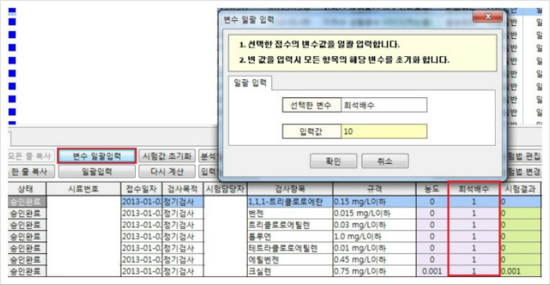 변수 일괄 입력
1. 선택한 접수의 변수값을 일괄 입력합니다.
2. 빈 값을 입력시 모든 항목의 해당 변수를 초기화 합니다.
일괄 입력
선택한 변수 희석배수
입력값 10
확인 취소
모든 줄 복사 변수 일괄입력 시험값 초기화 험법 편집
한 줄 복사 일괄입력 다시 계산 험법 변경
상태 시료번호 접수일자 검사목적 시험담당자 검사항목 규격 농도 희석배수 시험결과
승인완료 정기검사 1,1,1-트리클로로에탄 0.15 mg/L이하 0 1 0
승인완료 2013-01-0 정기검사 벤젠 0.015 mg/L이하 0 1 0
승인완료 2013-01-0 정기검사 트리클로로에틸렌 0.03 mg/L이하 0 1 0
승인완료 2013-01-0 정기검사 톨루엔 1.0 mg/L이하 0 1 0
승인완료 2013-01-0 정기검사 테트라클로로에틸렌 0.01 mg/L이하 0 1 0
승인완료 2013-01-0 정기검사 에틸벤젠 0.45 mg/L이하 0 1 0
승인완료 2013-01-0 정기검사 크실렌 0.75 mg/L이하 0.001 1 0.001